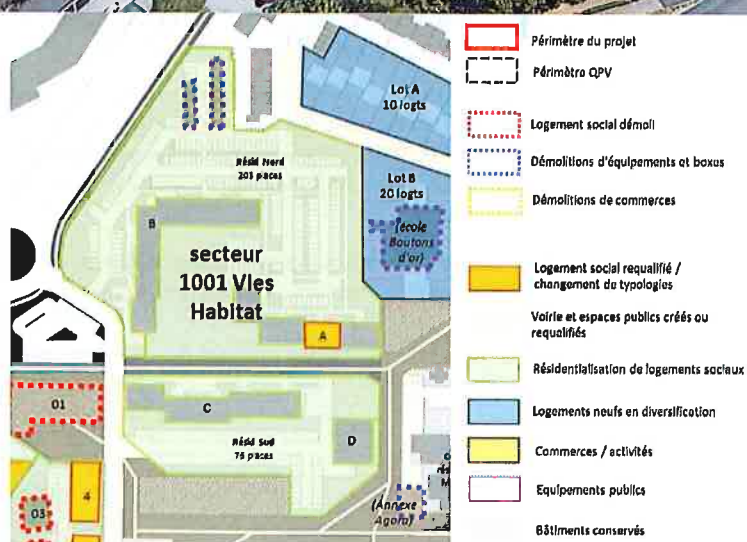 Lot A
10 logts
Résid Nord
203 places
Lot B
20 logts
(école
Boutons
d'or)
B
secteur
1001 Vies
Habitat
A
01
C
Résid Sud
75 places
D
4
03
(Annexe
Agora)
Périmètre du projet
Périmètre QPV
Logement social démoli
Démolitions d'équipements et boxes
Démolitions de commerces
Logement social requalifié /
changement de typologies
Voirie et espaces publics créés ou
requalifiés
Résidentialisation de logements sociaux
Logements neufs en diversification
Commerces / activités
Equipements publics
Bâtiments conservés